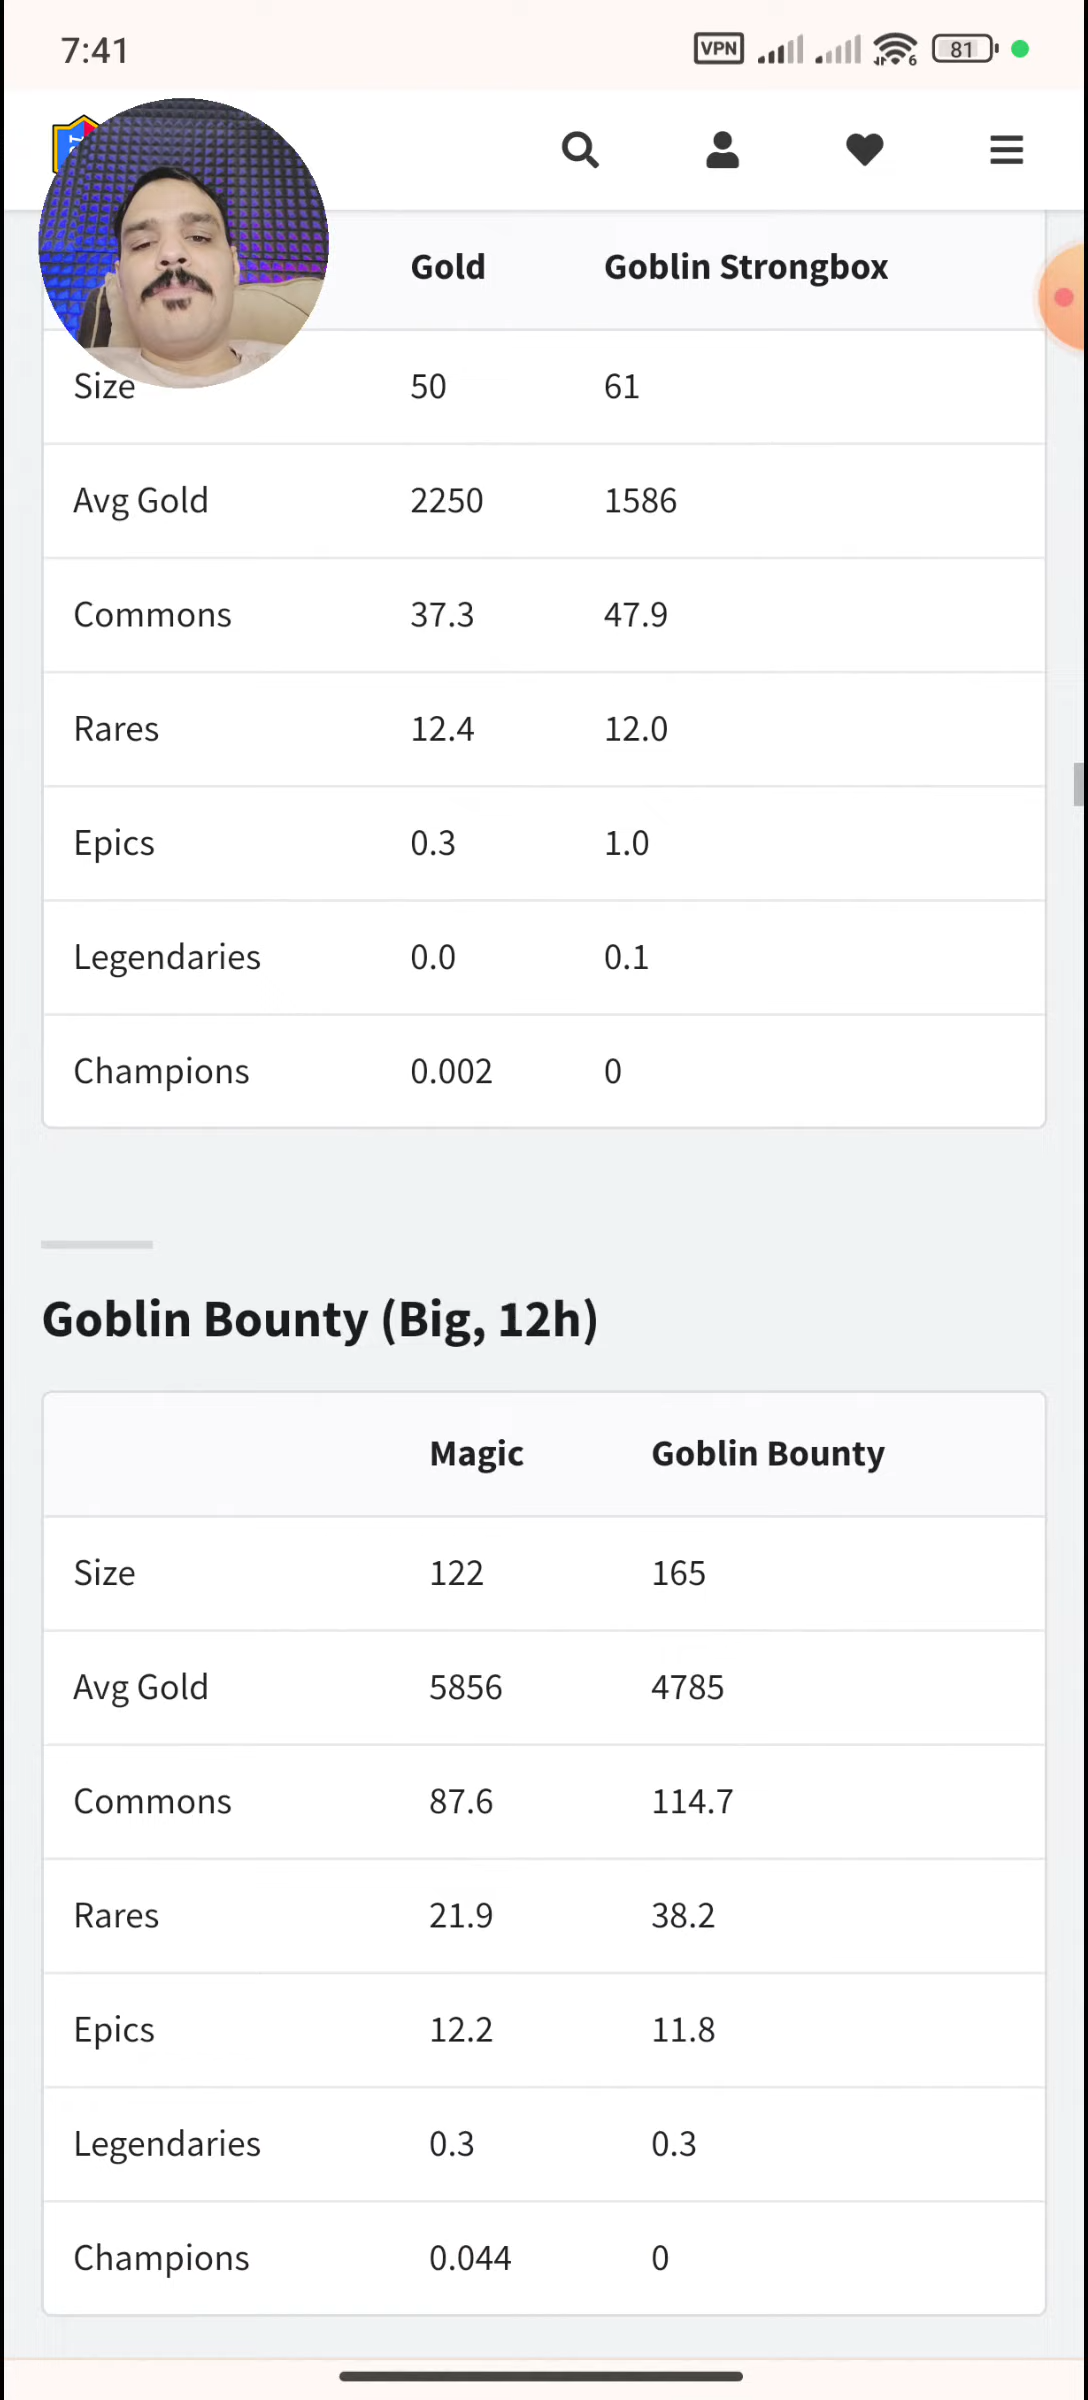 7:41
VPN
6
81
Gold Goblin Strongbox
Size 50 61
Avg Gold 2250 1586
Commons 37.3 47.9
Rares 12.4 12.0
Epics 0.3 1.0
Legendaries 0.0 0.1
Champions 0.002 0
Goblin Bounty (Big, 12h)
Magic Goblin Bounty
Size 122 165
Avg Gold 5856 4785
Commons 87.6 114.7
Rares 21.9 38.2
Epics 12.2 11.8
Legendaries 0.3 0.3
Champions 0.044 0